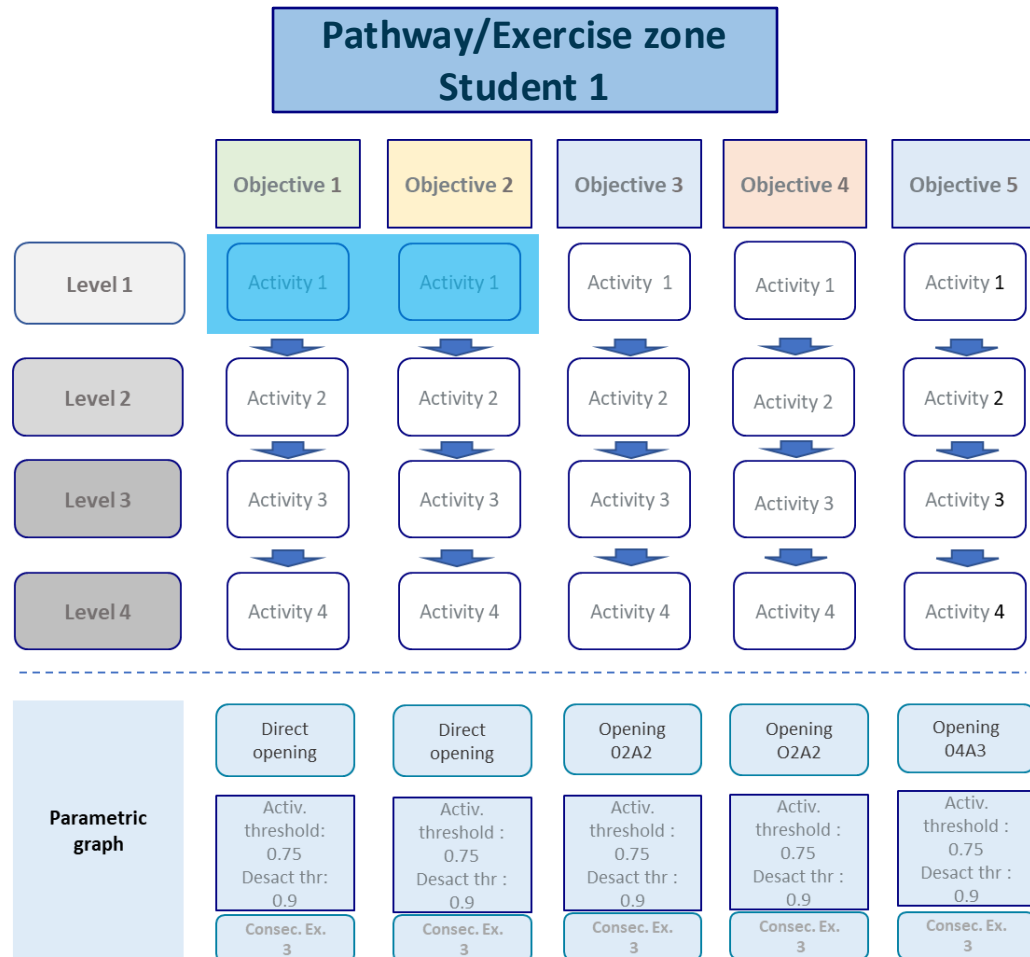 Pathway/Exercise zone
Student 1
Objective 1
Objective 2
Objective 3
Objective 4
Objective 5
Level 1
Activity 1
Activity 1
Activity 1
Activity 1
Activity 1
Level 2
Activity 2
Activity 2
Activity 2
Activity 2
Activity 2
Level 3
Activity 3
Activity 3
Activity 3
Activity 3
Activity 3
Level 4
Activity 4
Activity 4
Activity 4
Activity 4
Activity 4
Parametric
graph
Direct
opening
Direct
opening
Opening
02A2
Opening
O2A2
Opening
04A3
Activ.
threshold:
0.75
Desact thr:
0.9
Activ.
threshold :
0.75
Desact thr :
0.9
Activ.
threshold :
0.75
Desact thr :
0.9
Activ.
threshold :
0.75
Desact thr :
0.9
Activ.
threshold :
0.75
Desact thr :
0.9
Consec. Ex.
3
Consec. Ex.
3
Consec. Ex.
3
Consec. Ex.
3
Consec. Ex.
3